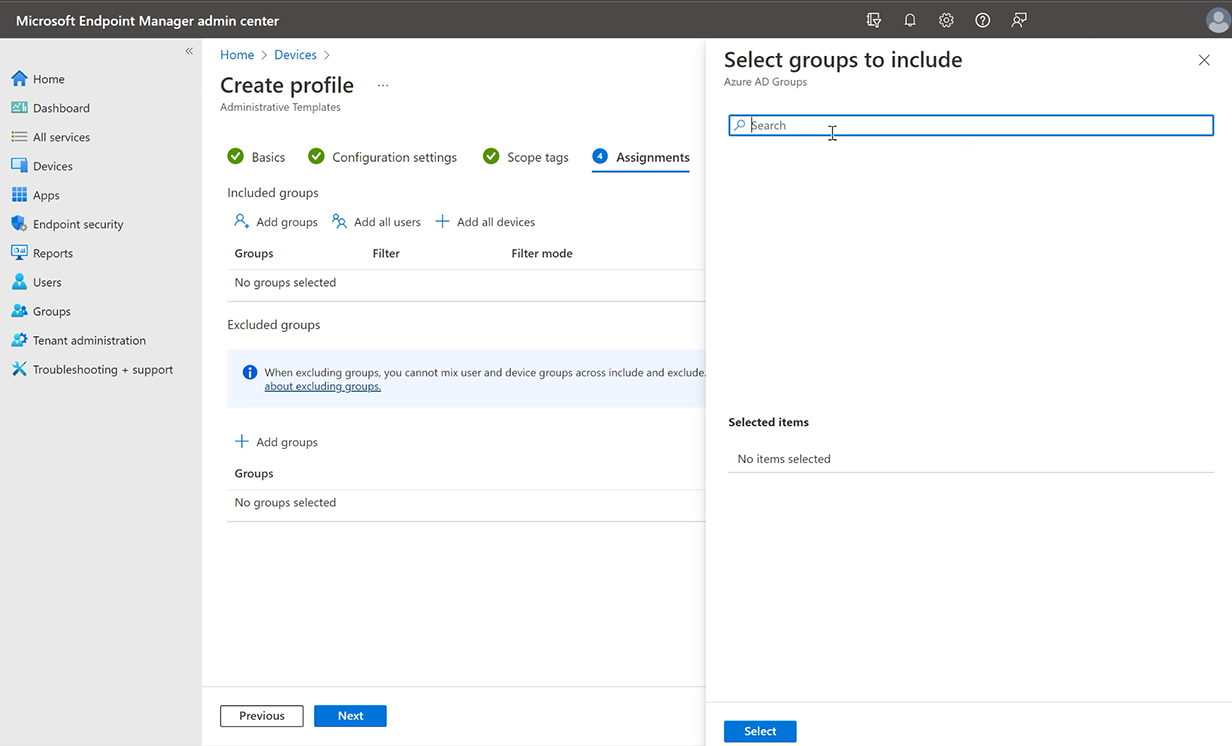 Microsoft Endpoint Manager admin center
«
Home
Dashboard
All services
Devices
Apps
Endpoint security
Reports
Users
Groups
Tenant administration
Troubleshooting + support
Home > Devices >
Create profile ...
Administrative Templates
Basics Configuration settings Scope tags 4 Assignments
Included groups
Add groups Add all users + Add all devices
Groups Filter Filter mode
No groups selected
Excluded groups
When excluding groups, you cannot mix user and device groups across include and exclude.
about excluding groups.
+ Add groups
Groups
No groups selected
Previous Next
Select groups to include
Azure AD Groups
Search
Selected items
No items selected
Select